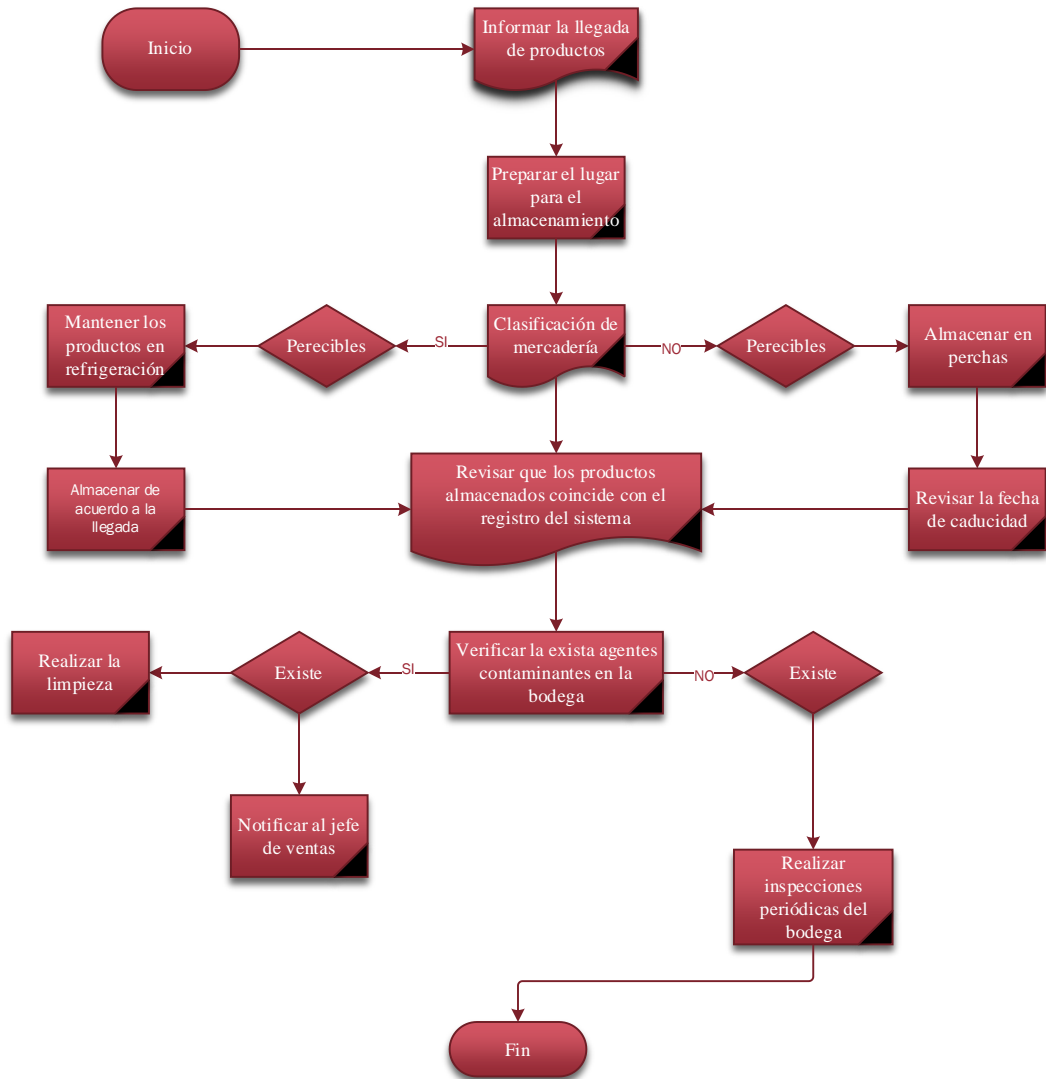 Inicio
Informar la llegada
de productos
Preparar el lugar
para el
almacenamiento
Mantener los
productos en
refrigeración
Perecibles
SI
Clasificación de
mercadería
NO
Perecibles
Almacenar en
perchas
Almacenar de
acuerdo a la
llegada
Revisar que los productos
almacenados coincide con el
registro del sistema
Revisar la fecha
de caducidad
Realizar la
limpieza
Existe
SI
Verificar la exista agentes
contaminantes en la
bodega
NO
Existe
Notificar al jefe
de ventas
Realizar
inspecciones
periódicas del
bodega
Fin